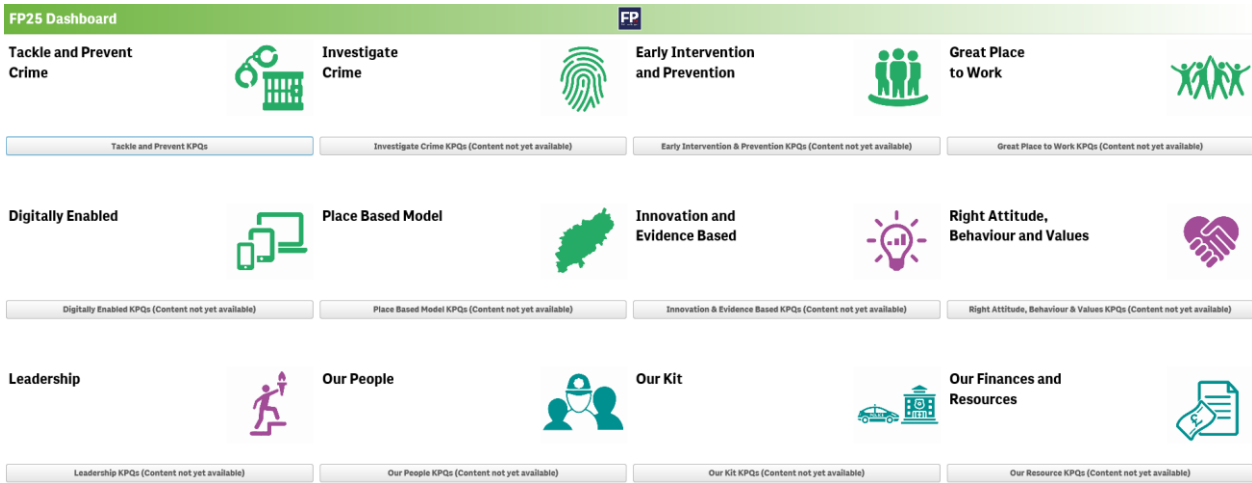 FP25 Dashboard
FP
Tackle and Prevent
Crime
Investigate
Crime
Early Intervention
and Prevention
Great Place
to Work
Tackle and Prevent KPQs
Investigate Crime KPQs (Content not yet available)
Early Intervention & Prevention KPQs (Content not yet available)
Great Place to Work KPQs (Content not yet available)
Digitally Enabled
Place Based Model
Innovation and
Evidence Based
Right Attitude,
Behaviour and Values
Digitally Enabled KPQs (Content not yet available)
Place Based Model KPQs (Content not yet available)
Innovation & Evidence Based KPQs (Content not yet available)
Right Attitude, Behaviour & Values KPQs (Content not yet available)
Leadership
Our People
Our Kit
Our Finances and
Resources
Leadership KPQs (Content not yet available)
Our People KPQs (Content not yet available)
Our Kit KPQs (Content not yet available)
Our Resource KPQs (Content not yet available)